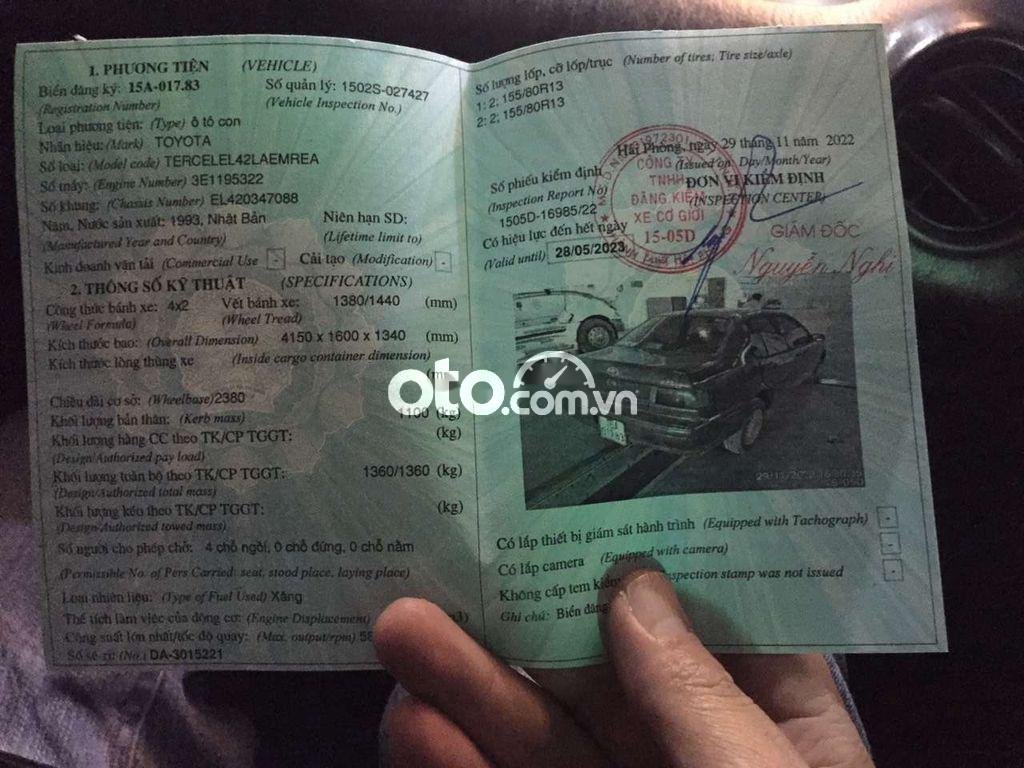 1. PHƯƠNG TIỆN (VEHICLE)
Biển đăng ký: 15A-017.83 Số quản lý: 1502S-027427
(Registration Number) (Vehicle Inspection No.)
Loại phương tiện: (Type) ô tô con
Nhãn hiệu: (Mark) TOYOTA
Số loại: (Model code) TERCELEL42LAEMREA
Số máy: (Engine Number) 3E1195322
Số khung: (Chassis Number) EL420347088
Năm, Nước sản xuất: 1993, Nhật Bản Niên hạn SD:
(Manufactured Year and Country) (Lifetime limit to)
Kinh doanh vận tải (Commercial Use) - Cải tạo (Modification) -
2. THÔNG SỐ KỸ THUẬT (SPECIFICATIONS)
Công thức bánh xe: 4x2 Vết bánh xe: 1380/1440 (mm)
(Wheel Formula) (Wheel Tread)
Kích thước bao: (Overall Dimension) 4150 x 1600 x 1340 (mm)
Kích thước lòng thùng xe (Inside cargo container dimension)
Chiều dài cơ sở: (Wheelbase) 2380
Khối lượng bản thân: (Kerb mass) 1100 (kg)
Khối lượng hàng CC theo TK/CP TGGT: (kg)
(Design/Authorized pay load)
Khối lượng toàn bộ theo TK/CP TGGT: 1360/1360 (kg)
(Design/Authorized total mass)
Khối lượng kéo theo TK/CP TGGT: (kg)
(Design/Authorized towed mass)
Số người cho phép chở: 4 chỗ ngồi, 0 chỗ đứng, 0 chỗ nằm
(Permissible No. of Pers Carried: seat, stood place, laying place)
Loại nhiên liệu: (Type of Fuel Used) Xăng
Thể tích làm việc của động cơ: (Engine Displacement)
Công suất lớn nhất/tốc độ quay: (Max. output/rpm) 58
Số sê-ri: (No.) DA-3015221
Số lượng lốp, cỡ lốp/trục (Number of tires; Tire size/axle)
1: 2; 155/80R13
2: 2; 155/80R13
Hải Phòng, ngày 29 tháng 11 năm 2022
(Issued on: Day/Month/Year)
Số phiếu kiểm định ĐƠN VỊ KIỂM ĐỊNH
(Inspection Report No) (INSPECTION CENTER)
1505D-16985/22
Có hiệu lực đến hết ngày GIÁM ĐỐC
(Valid until) 28/05/2023
CÔNG TY
TNHH
ĐĂNG KIỂM
XE CƠ GIỚI
15-05D
Nguyễn Nghi
oto.com.vn
Có lắp thiết bị giám sát hành trình (Equipped with Tachograph) -
Có lắp camera (Equipped with camera) -
Không cấp tem kiểm inspection stamp was not issued -
Ghi chú: Biển đăng